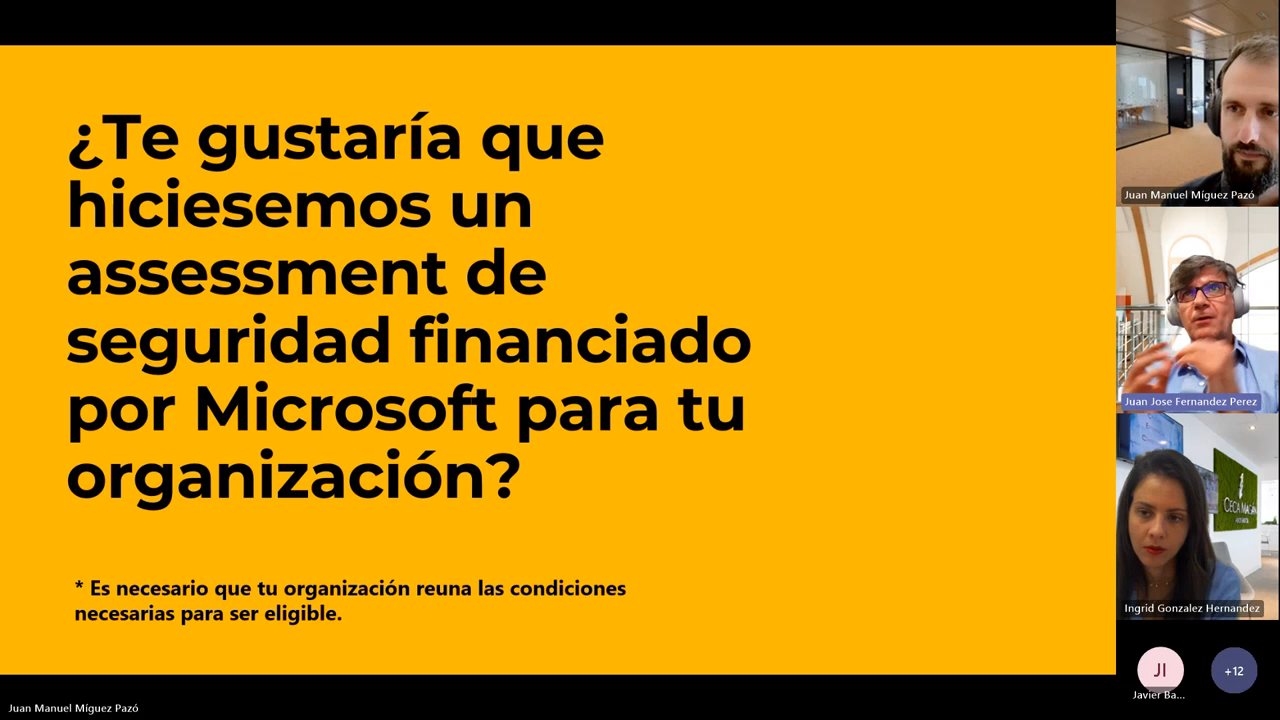 ¿Te gustaría que
hiciesemos un
assessment de
seguridad financiado
por Microsoft para tu
organización?
* Es necesario que tu organización reuna las condiciones
necesarias para ser eligible.
Juan Manuel Míguez Pazó
Juan Jose Fernandez Perez
CECA MAGÁN
Ingrid Gonzalez Hernandez
JI
+12
Javier Ba...
Juan Manuel Míguez Pazó